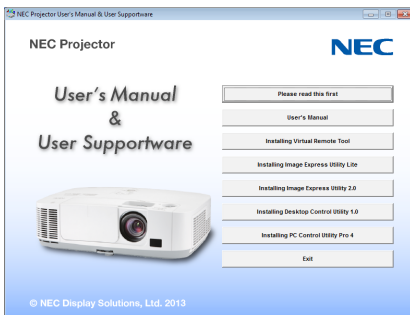 NEC Projector User's Manual & User Supportware
NEC Projector
NEC
User's Manual
&
User Supportware
Please read this first
User's Manual
Installing Virtual Remote Tool
Installing Image Express Utility Lite
Installing Image Express Utility 2.0
Installing Desktop Control Utility 1.0
Installing PC Control Utility Pro 4
Exit
© NEC Display Solutions, Ltd. 2013